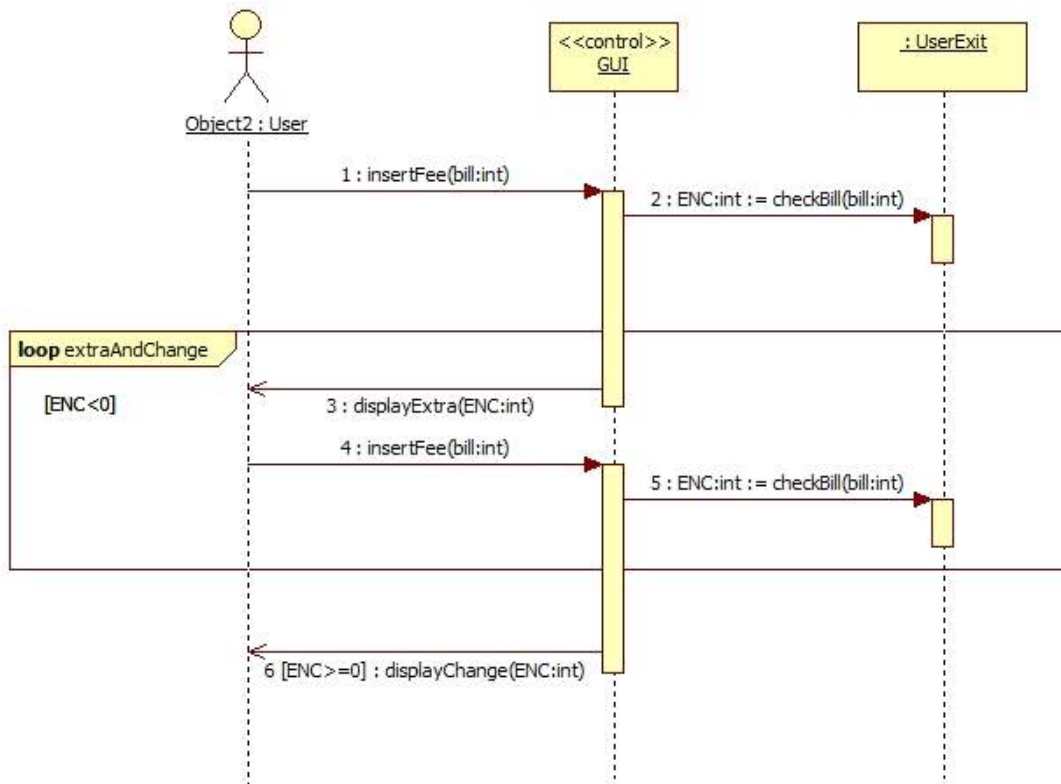 <<control>>
GUI
: UserExit
Object2 : User
1 : insertFee(bill:int)
2 : ENC:int := checkBill(bill:int)
loop extraAndChange
[ENC<0]
3 : displayExtra(ENC:int)
4 : insertFee(bill:int)
5 : ENC:int := checkBill(bill:int)
6 [ENC>=0] : displayChange(ENC:int)